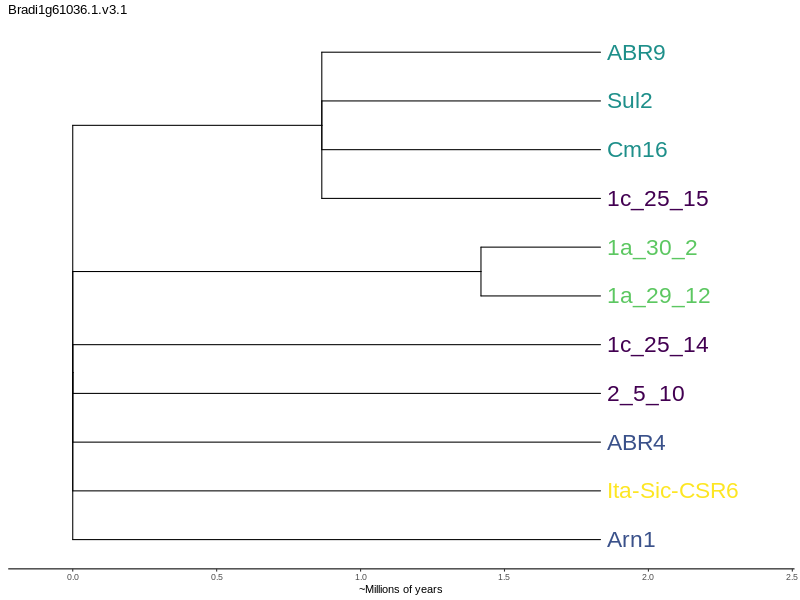 Bradi1g61036.1.v3.1
ABR9
Sul2
Cm16
1c_25_15
1a_30_2
1a_29_12
1c_25_14
2_5_10
ABR4
Ita-Sic-CSR6
Arn1
0.0 0.5 1.0 1.5 2.0 2.5
~Millions of years